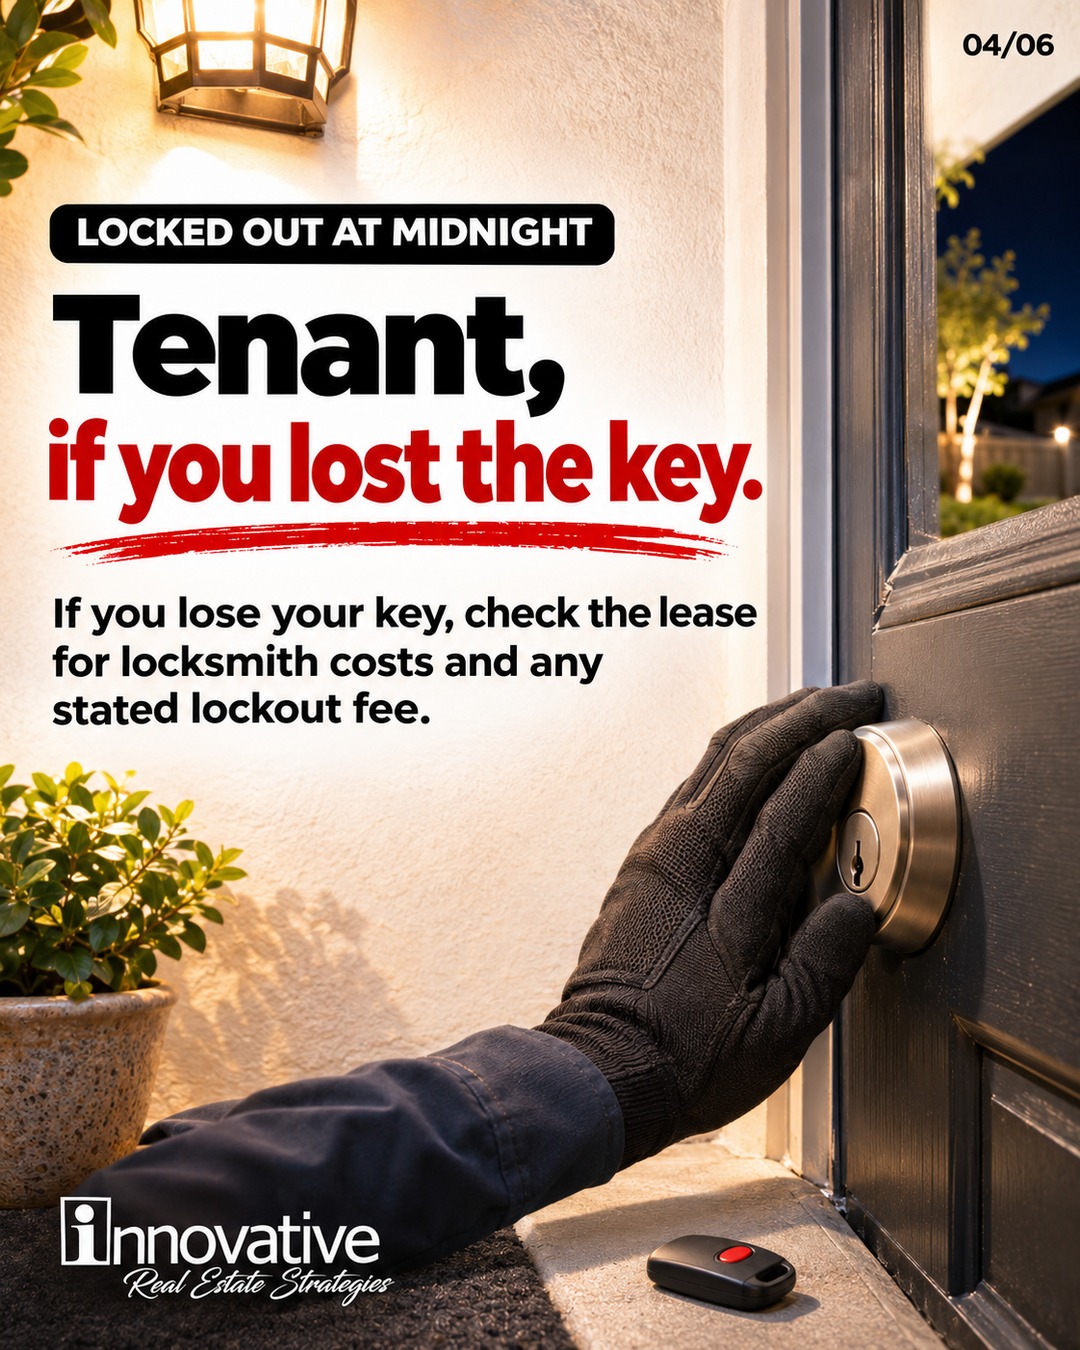 04/06
LOCKED OUT AT MIDNIGHT
Tenant,
if you lost the key.
If you lose your key, check the lease
for locksmith costs and any
stated lockout fee.
innovative
Real Estate Strategies